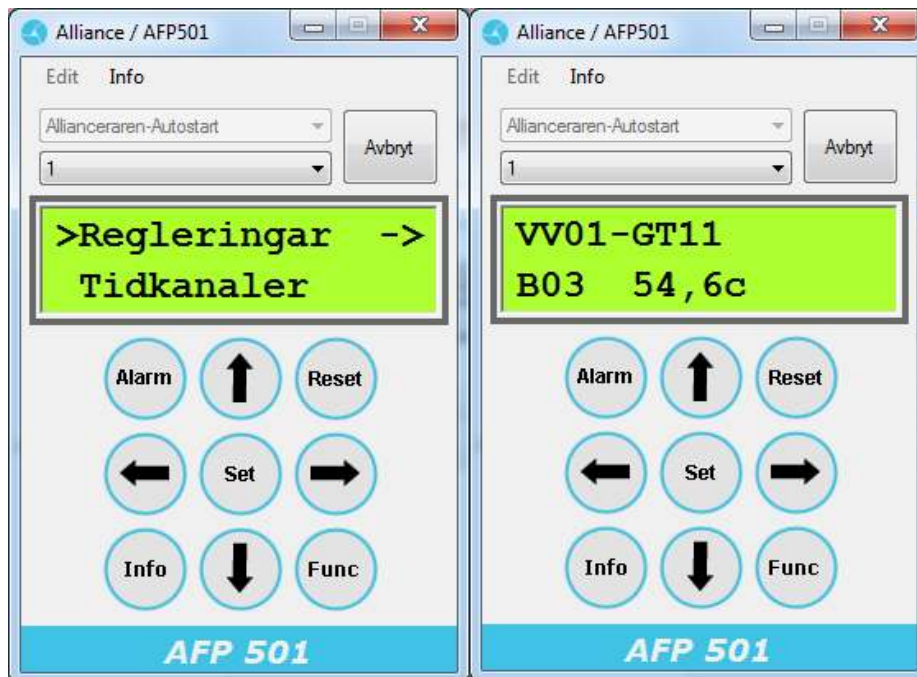 Alliance / AFP501
Edit Info
Allianceraren-Autostart
Avbryt
1
>Regleringar ->
Tidkanaler
Alarm
Reset
Set
Info
Func
AFP 501
Alliance / AFP501
Edit Info
Allianceraren-Autostart
Avbryt
1
VV01-GT11
B03 54,6c
Alarm
Reset
Set
Info
Func
AFP 501